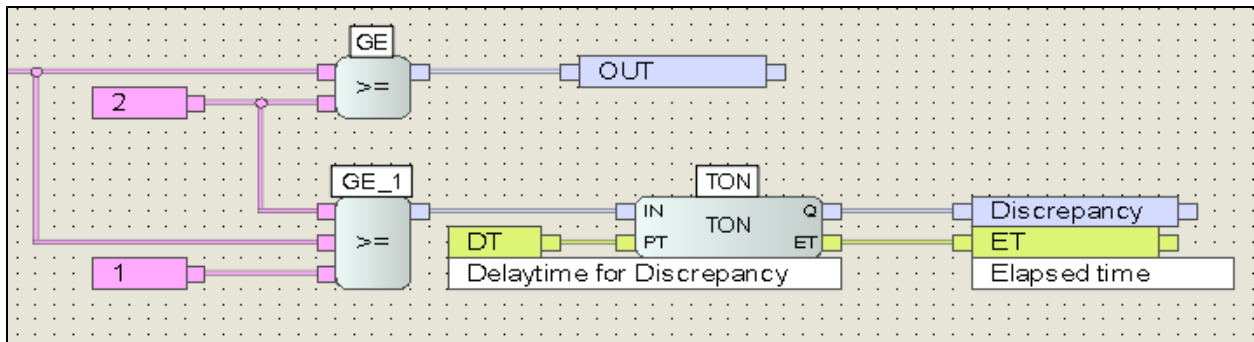 GE
OUT
>=
2
GE_1
TON
IN
Q
Discrepancy
TON
>=
DT
PT
ET
ET
1
Delaytime for Discrepancy
Elapsed time